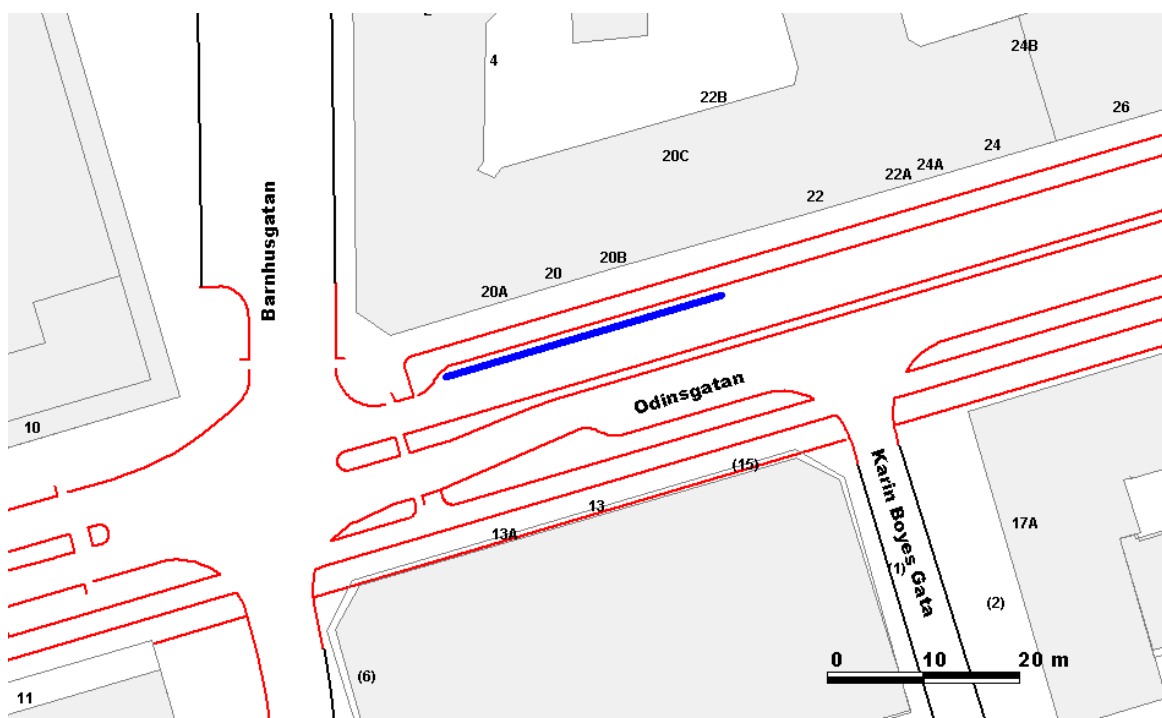 4
24B
22B
26
20C
24
24A
22A
22
Barnhusgatan
20B
20
20A
Odinsgatan
10
(15)
Karin Boyes Gata
13
13A
17A
(1)
(2)
(6)
0 10 20 m
11